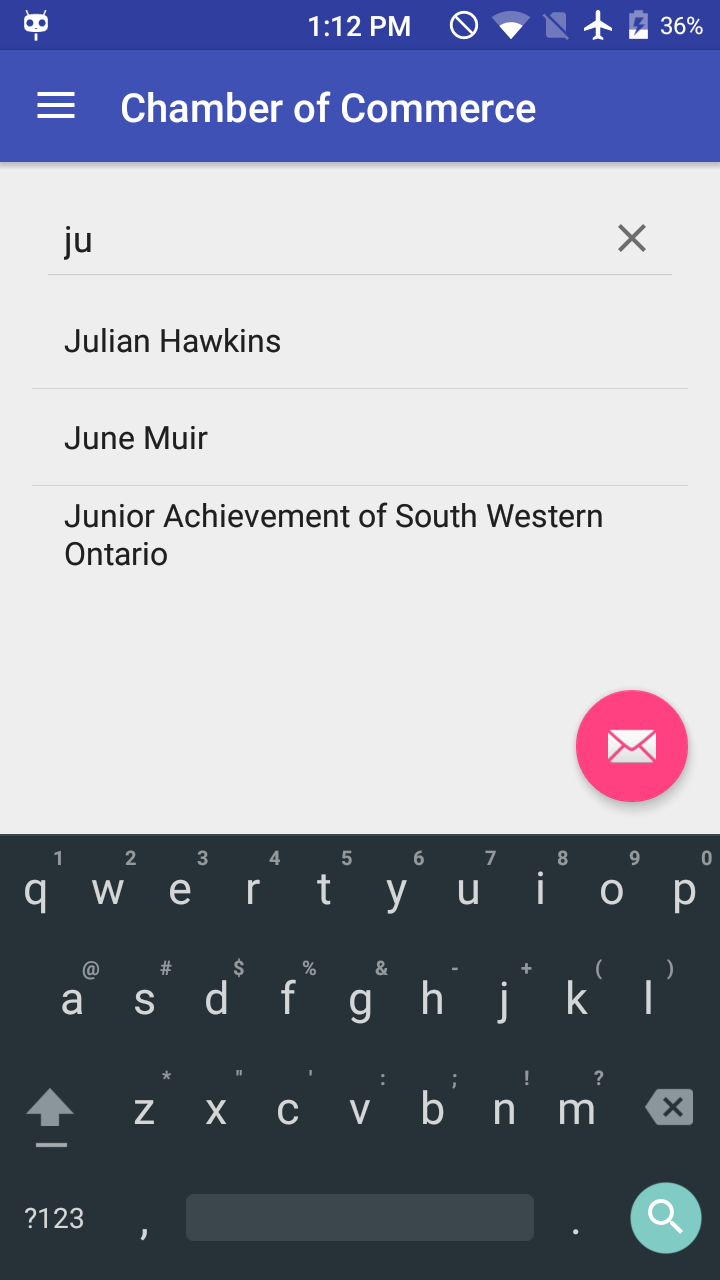 1:12 PM 36%
Chamber of Commerce
ju
Julian Hawkins
June Muir
Junior Achievement of South Western
Ontario
1 2 3 4 5 6 7 8 9 0
q w e r t y u i o p
@ # $ % & - + ( )
a s d f g h j k l
* " ' : ; ! ?
z x c v b n m
?123 , .